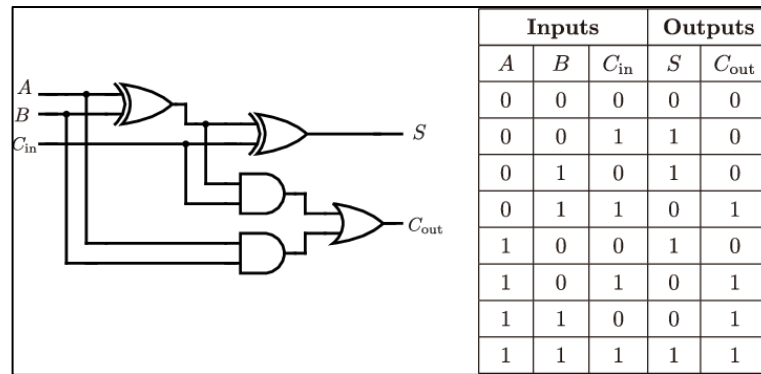 A
B
C_in
S
C_out
Inputs Outputs
A B C_in S C_out
0 0 0 0 0
0 0 1 1 0
0 1 0 1 0
0 1 1 0 1
1 0 0 1 0
1 0 1 0 1
1 1 0 0 1
1 1 1 1 1